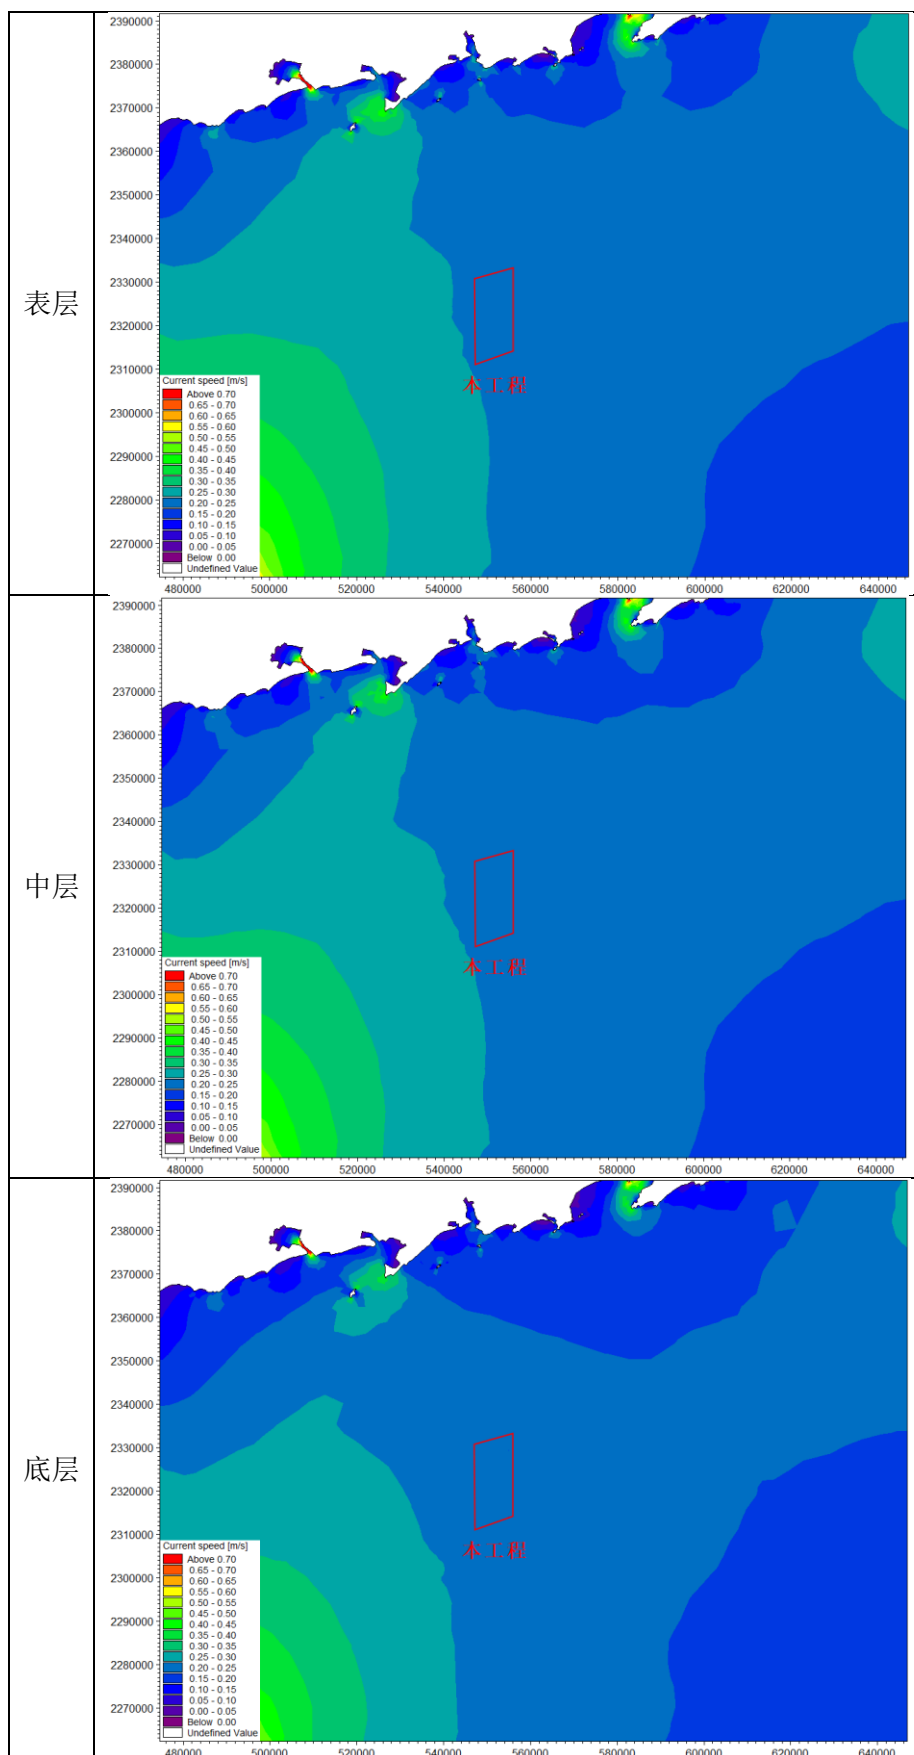 表层
2390000
2380000
2370000
2360000
2350000
2340000
2330000
2320000
2310000
2300000
2290000
2280000
2270000
本工程
Current speed [m/s]
Above 0.70
0.65 - 0.70
0.60 - 0.65
0.55 - 0.60
0.50 - 0.55
0.45 - 0.50
0.40 - 0.45
0.35 - 0.40
0.30 - 0.35
0.25 - 0.30
0.20 - 0.25
0.15 - 0.20
0.10 - 0.15
0.05 - 0.10
0.00 - 0.05
Below 0.00
Undefined Value
480000 500000 520000 540000 560000 580000 600000 620000 640000
中层
2390000
2380000
2370000
2360000
2350000
2340000
2330000
2320000
2310000
2300000
2290000
2280000
2270000
本工程
Current speed [m/s]
Above 0.70
0.65 - 0.70
0.60 - 0.65
0.55 - 0.60
0.50 - 0.55
0.45 - 0.50
0.40 - 0.45
0.35 - 0.40
0.30 - 0.35
0.25 - 0.30
0.20 - 0.25
0.15 - 0.20
0.10 - 0.15
0.05 - 0.10
0.00 - 0.05
Below 0.00
Undefined Value
480000 500000 520000 540000 560000 580000 600000 620000 640000
底层
2390000
2380000
2370000
2360000
2350000
2340000
2330000
2320000
2310000
2300000
2290000
2280000
2270000
本工程
Current speed [m/s]
Above 0.70
0.65 - 0.70
0.60 - 0.65
0.55 - 0.60
0.50 - 0.55
0.45 - 0.50
0.40 - 0.45
0.35 - 0.40
0.30 - 0.35
0.25 - 0.30
0.20 - 0.25
0.15 - 0.20
0.10 - 0.15
0.05 - 0.10
0.00 - 0.05
Below 0.00
Undefined Value
480000 500000 520000 540000 560000 580000 600000 620000 640000